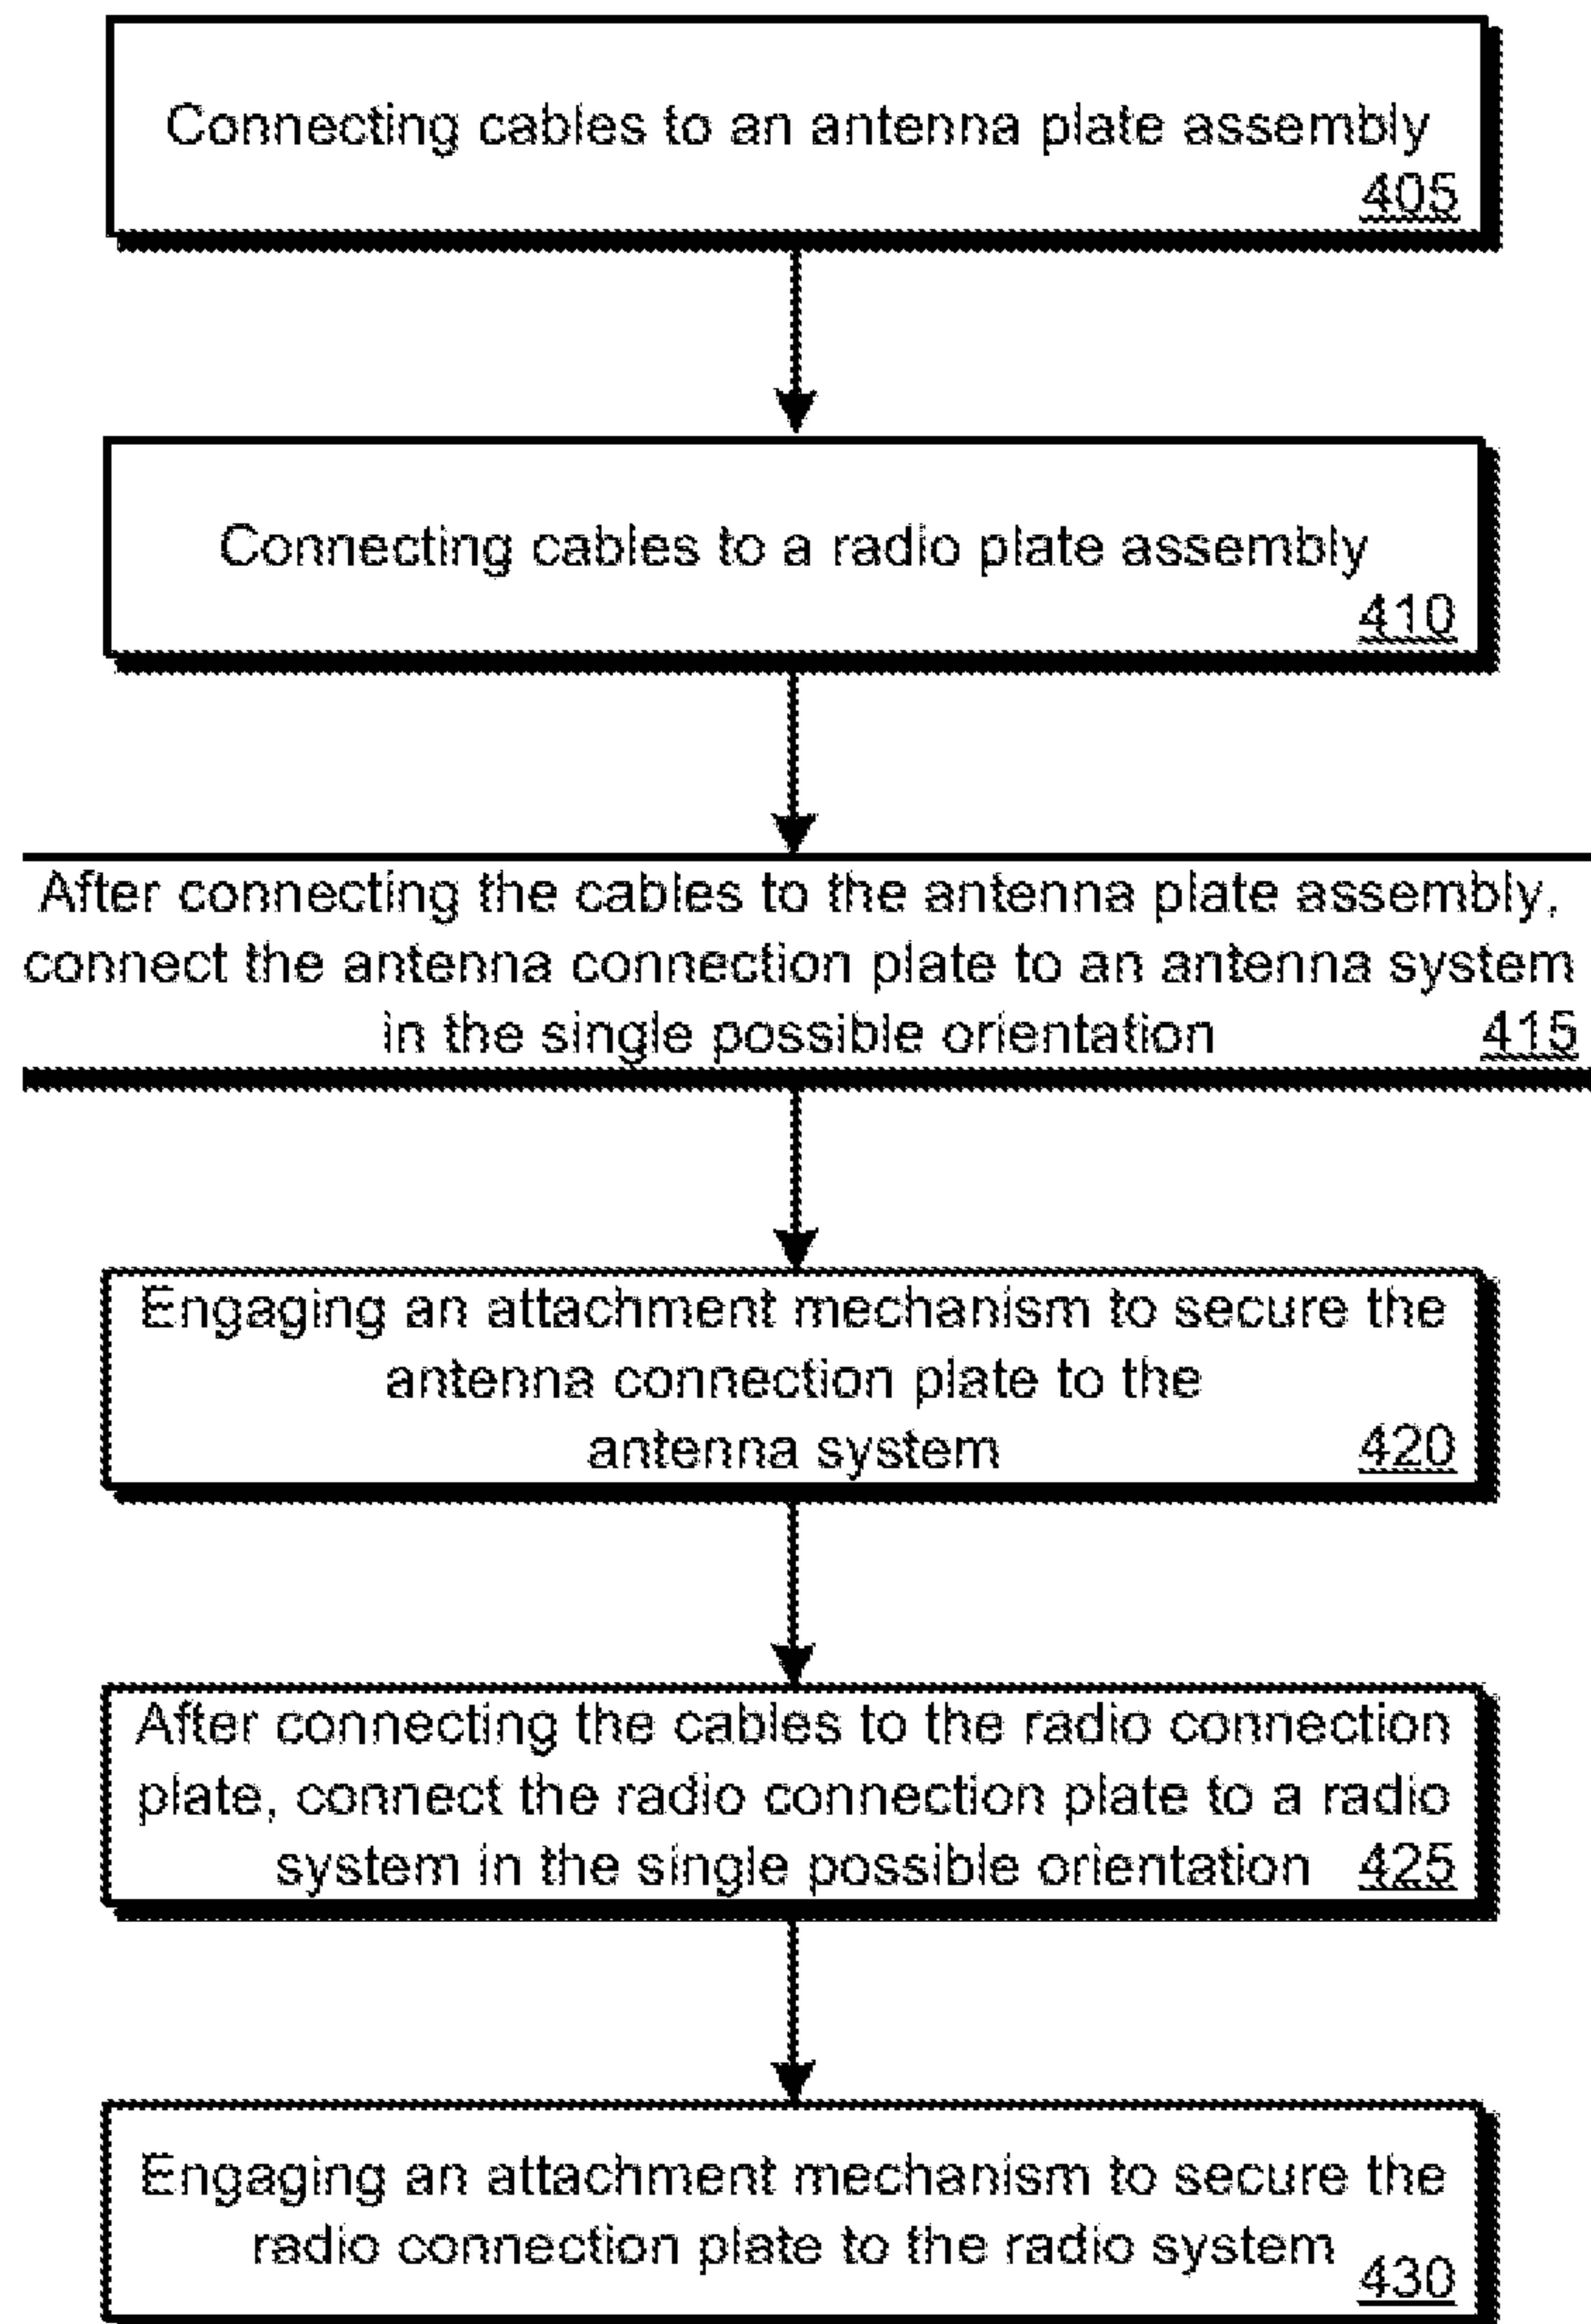 Connecting cables to an antenna plate assembly
405
Connecting cables to a radio plate assembly
410
After connecting the cables to the antenna plate assembly,
connect the antenna connection plate to an antenna system
in the single possible orientation 415
Engaging an attachment mechanism to secure the
antenna connection plate to the
antenna system 420
After connecting the cables to the radio connection
plate, connect the radio connection plate to a radio
system in the single possible orientation 425
Engaging an attachment mechanism to secure the
radio connection plate to the radio system
430